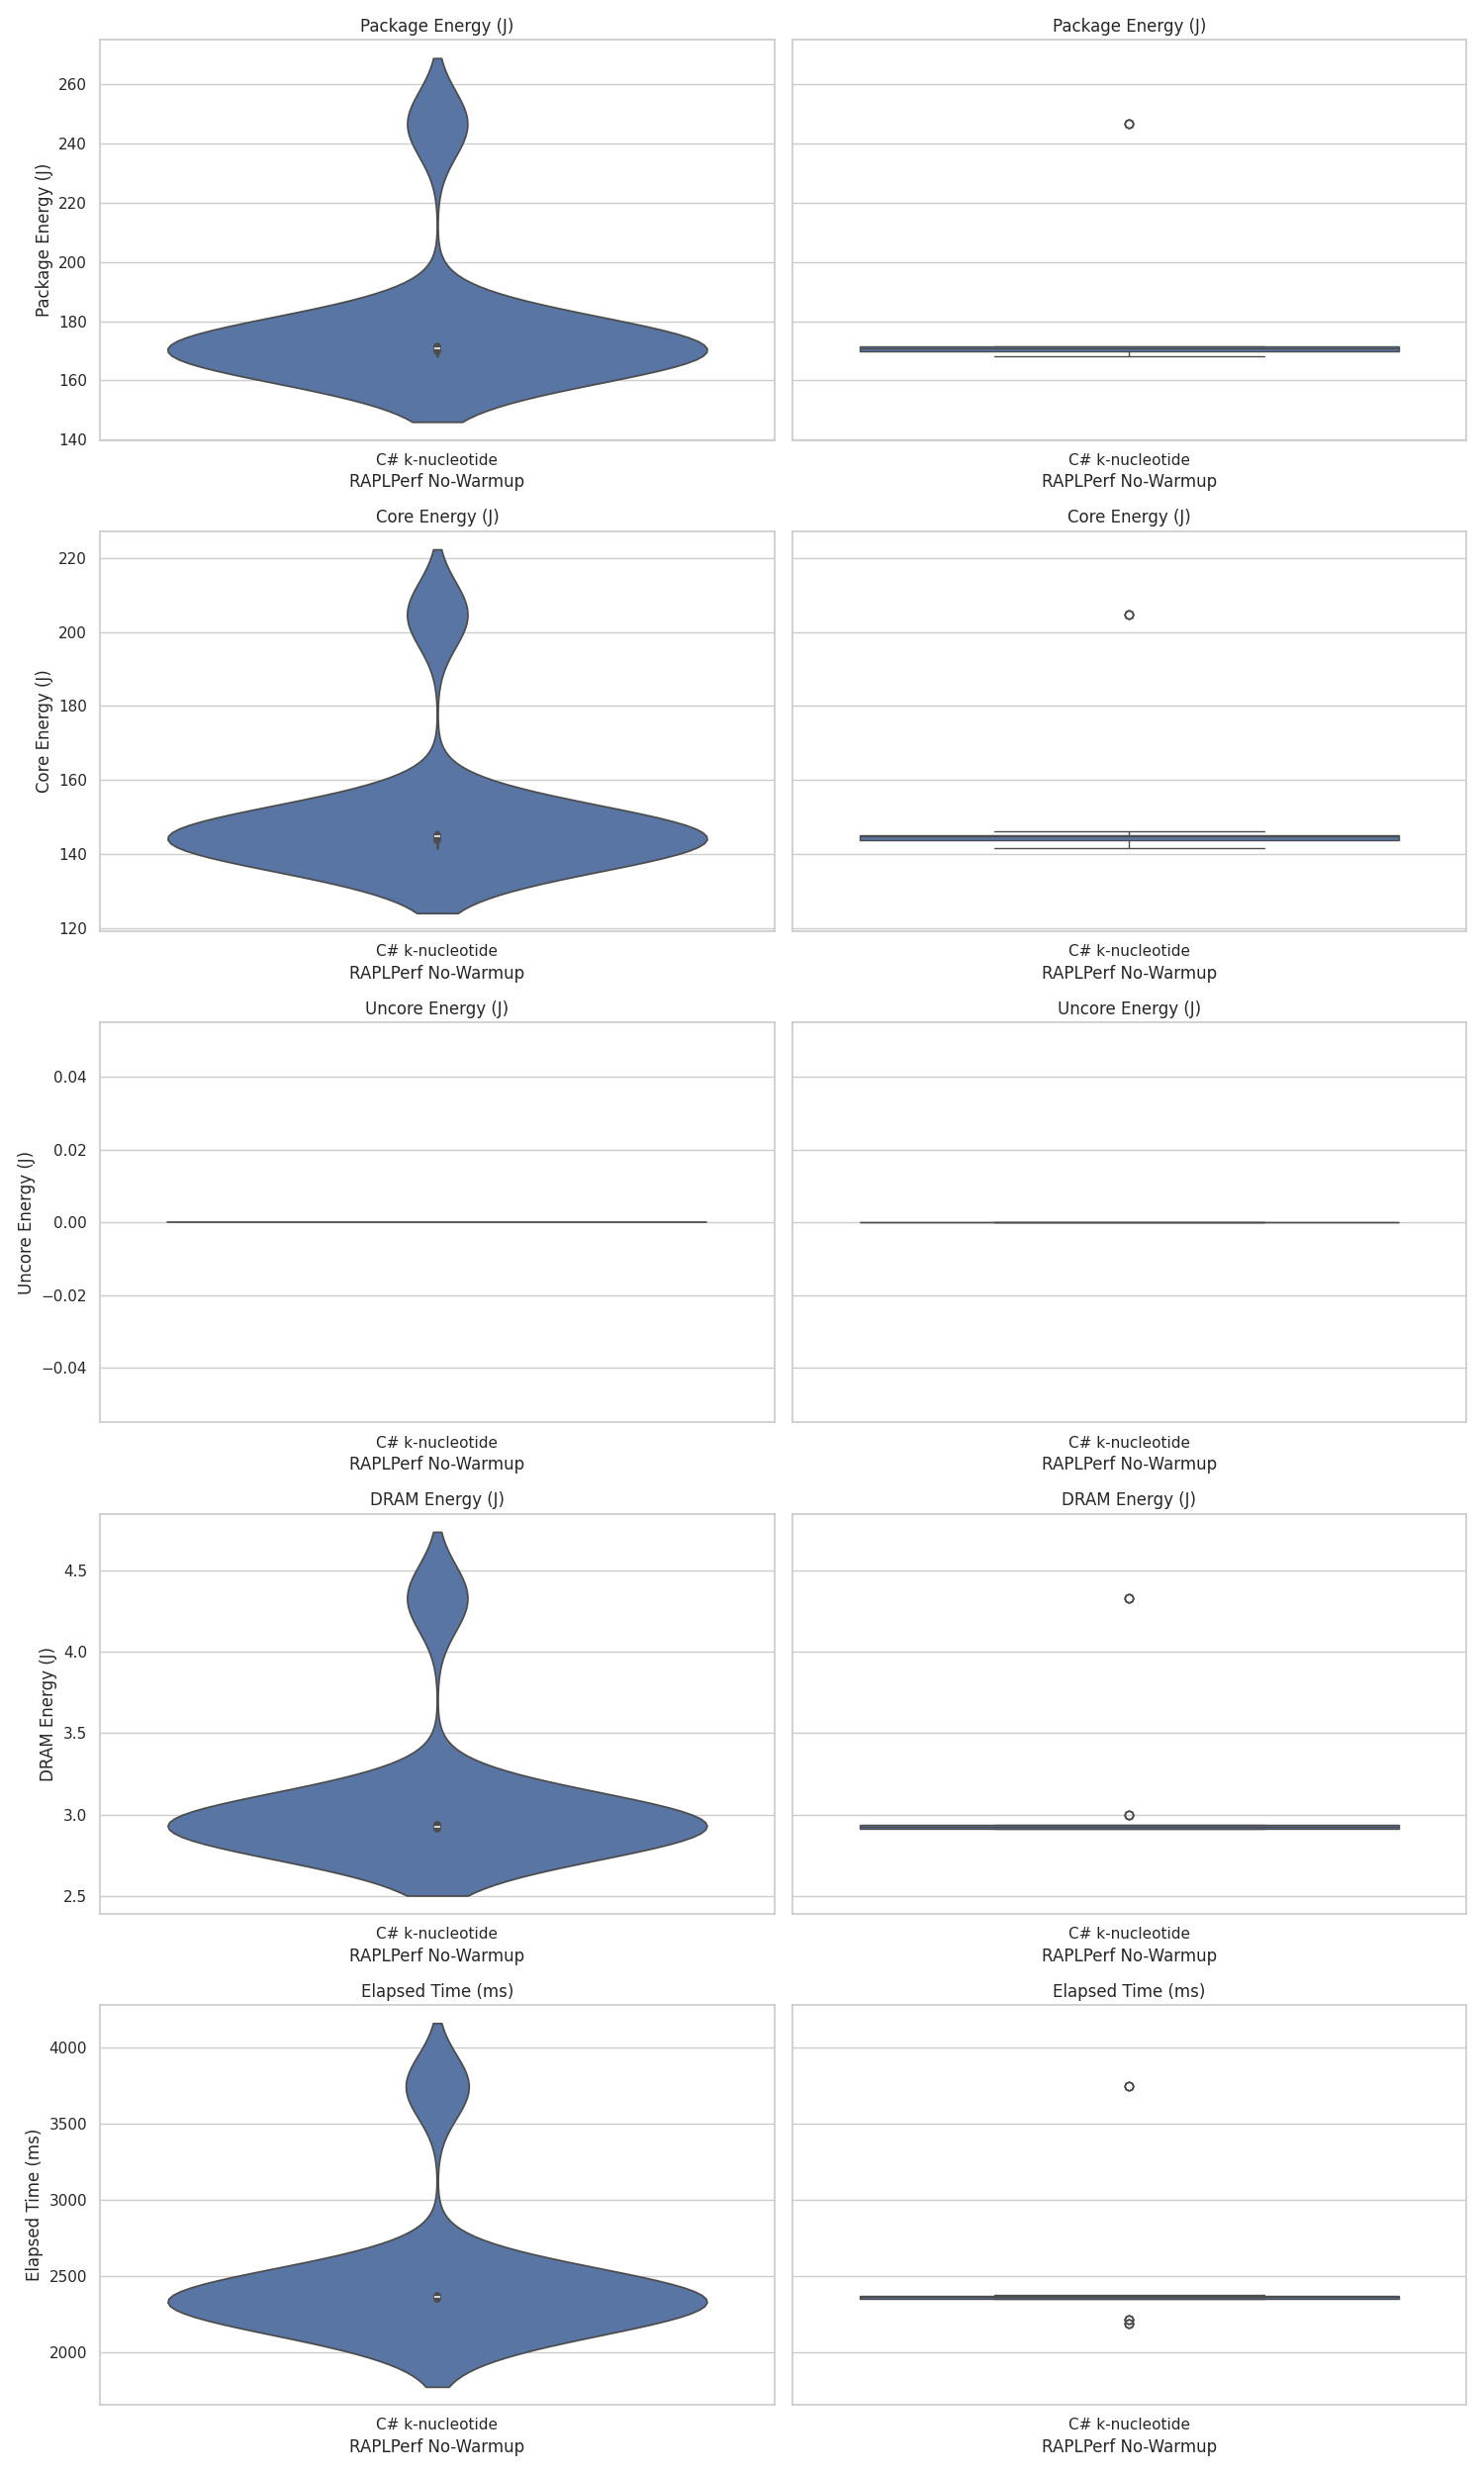 Package Energy (J)
Package Energy (J)
Package Energy (J)
260
240
220
200
180
160
140
C# k-nucleotide
RAPLPerf No-Warmup
C# k-nucleotide
RAPLPerf No-Warmup
Core Energy (J)
Core Energy (J)
Core Energy (J)
220
200
180
160
140
120
C# k-nucleotide
RAPLPerf No-Warmup
C# k-nucleotide
RAPLPerf No-Warmup
Uncore Energy (J)
Uncore Energy (J)
Uncore Energy (J)
0.04
0.02
0.00
−0.02
−0.04
C# k-nucleotide
RAPLPerf No-Warmup
C# k-nucleotide
RAPLPerf No-Warmup
DRAM Energy (J)
DRAM Energy (J)
DRAM Energy (J)
4.5
4.0
3.5
3.0
2.5
C# k-nucleotide
RAPLPerf No-Warmup
C# k-nucleotide
RAPLPerf No-Warmup
Elapsed Time (ms)
Elapsed Time (ms)
Elapsed Time (ms)
4000
3500
3000
2500
2000
C# k-nucleotide
RAPLPerf No-Warmup
C# k-nucleotide
RAPLPerf No-Warmup